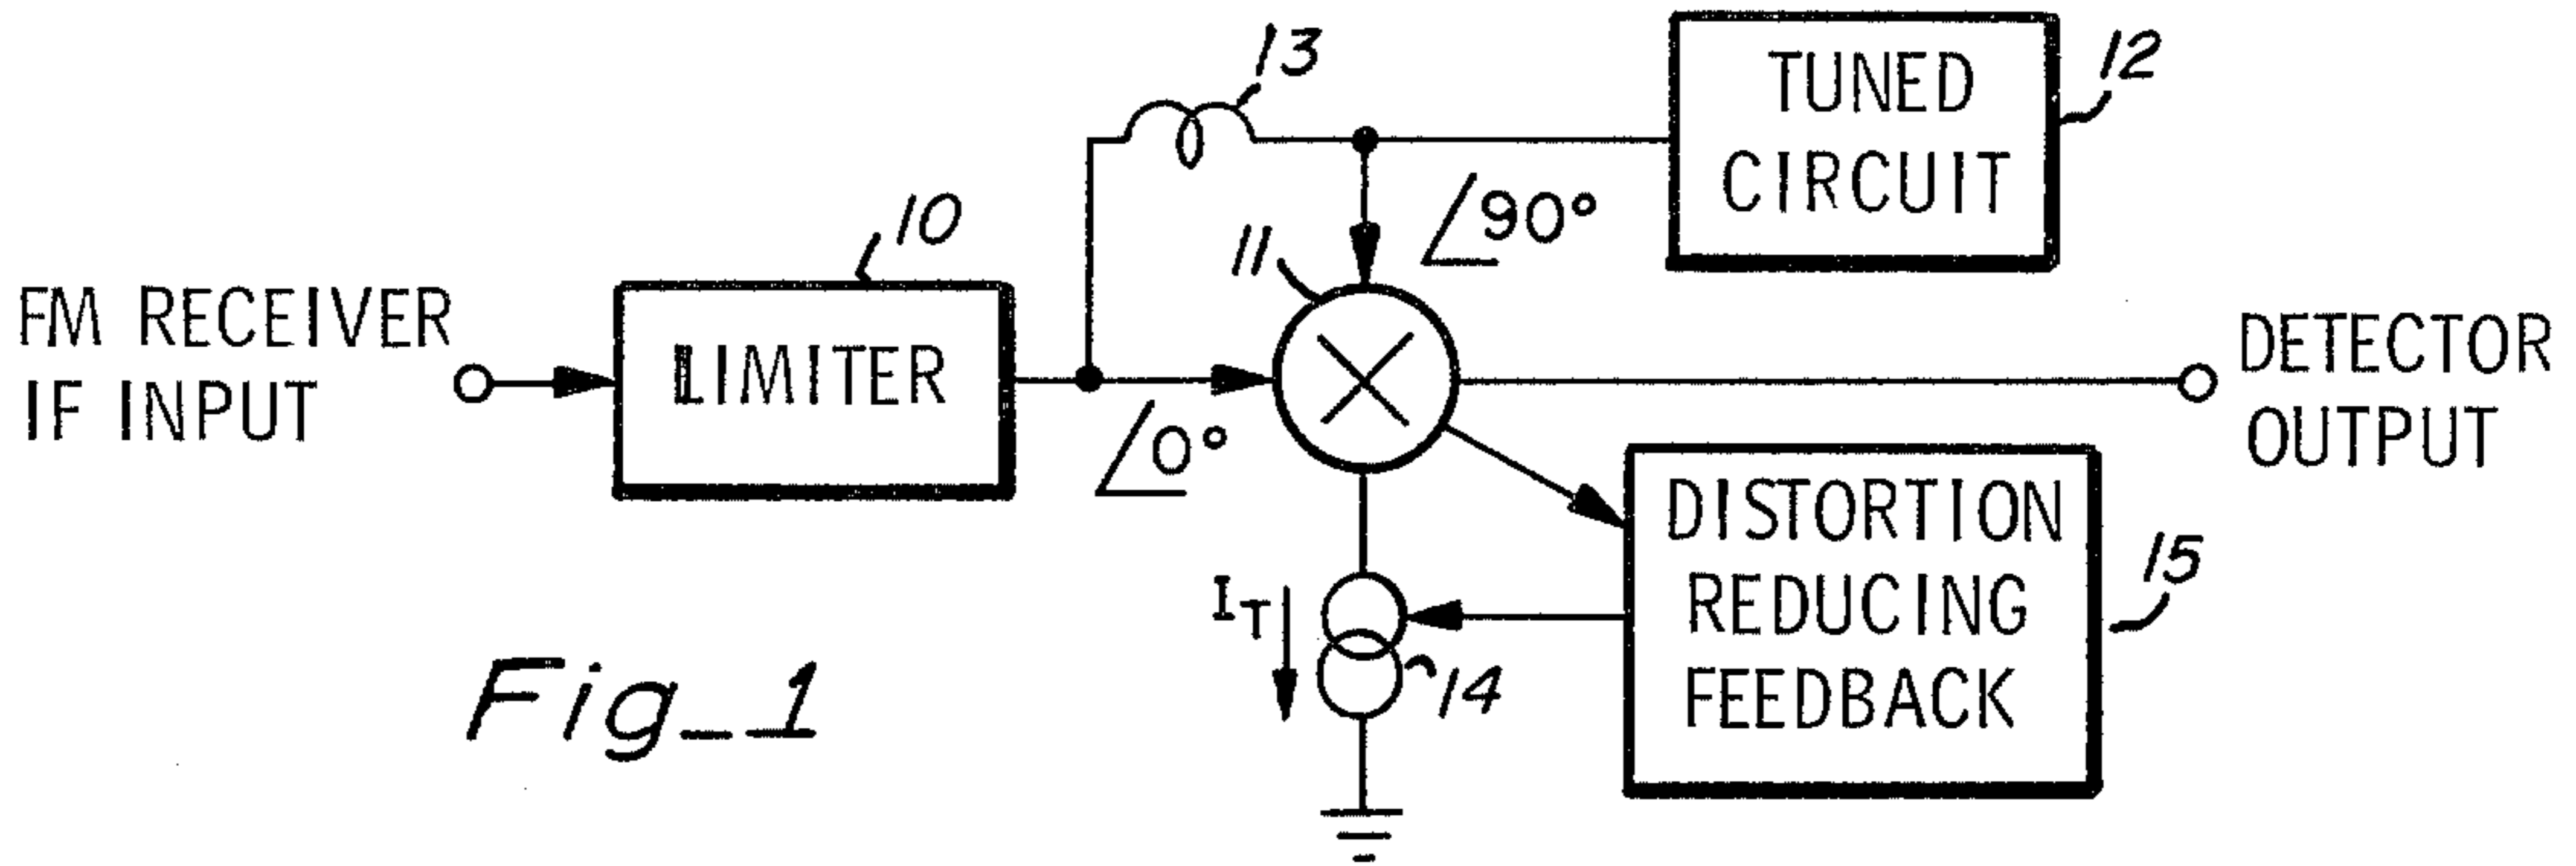 13
TUNED
CIRCUIT
12
10
∠90°
11
FM RECEIVER
IF INPUT
LIMITER
∠0°
DETECTOR
OUTPUT
DISTORTION
REDUCING
FEEDBACK
15
I_T
14
Fig_1